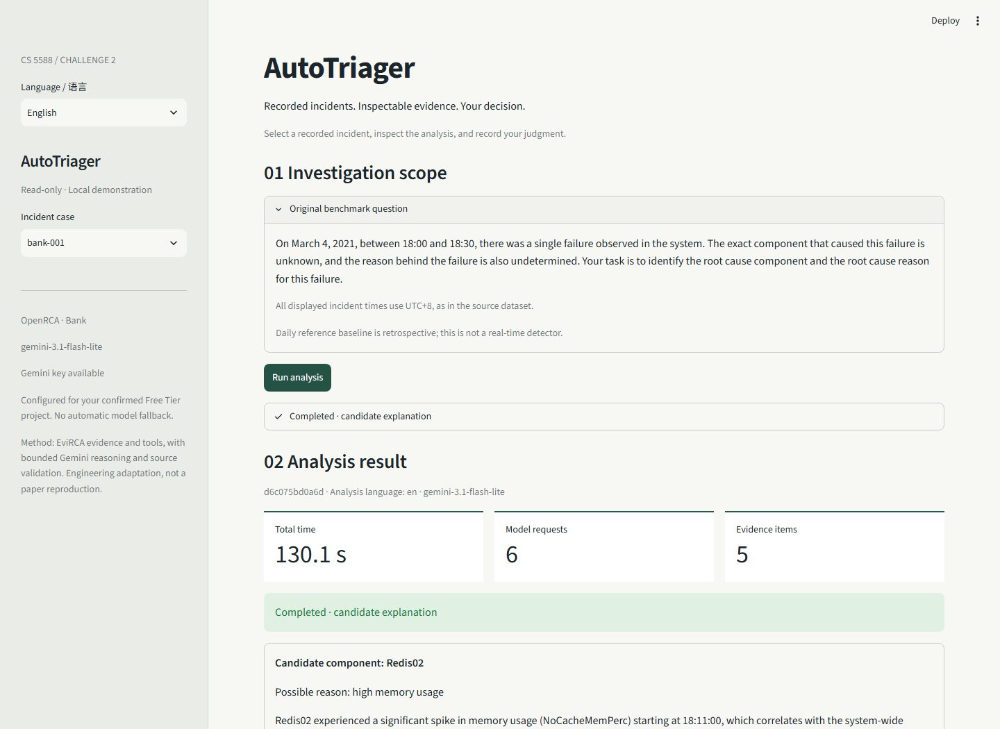 Deploy
CS 5588 / CHALLENGE 2
Language / 语言
English
AutoTriager
Read-only · Local demonstration
Incident case
bank-001
OpenRCA · Bank
gemini-3.1-flash-lite
Gemini key available
Configured for your confirmed Free Tier
project. No automatic model fallback.
Method: EviRCA evidence and tools, with
bounded Gemini reasoning and source
validation. Engineering adaptation, not a
paper reproduction.
AutoTriager
Recorded incidents. Inspectable evidence. Your decision.
Select a recorded incident, inspect the analysis, and record your judgment.
01 Investigation scope
Original benchmark question
On March 4, 2021, between 18:00 and 18:30, there was a single failure observed in the system. The exact component that caused this failure is
unknown, and the reason behind the failure is also undetermined. Your task is to identify the root cause component and the root cause reason
for this failure.
All displayed incident times use UTC+8, as in the source dataset.
Daily reference baseline is retrospective; this is not a real-time detector.
Run analysis
Completed · candidate explanation
02 Analysis result
d6c075bd0a6d · Analysis language: en · gemini-3.1-flash-lite
Total time
130.1 s
Model requests
6
Evidence items
5
Completed · candidate explanation
Candidate component: Redis02
Possible reason: high memory usage
Redis02 experienced a significant spike in memory usage (NoCacheMemPerc) starting at 18:11:00, which correlates with the system-wide